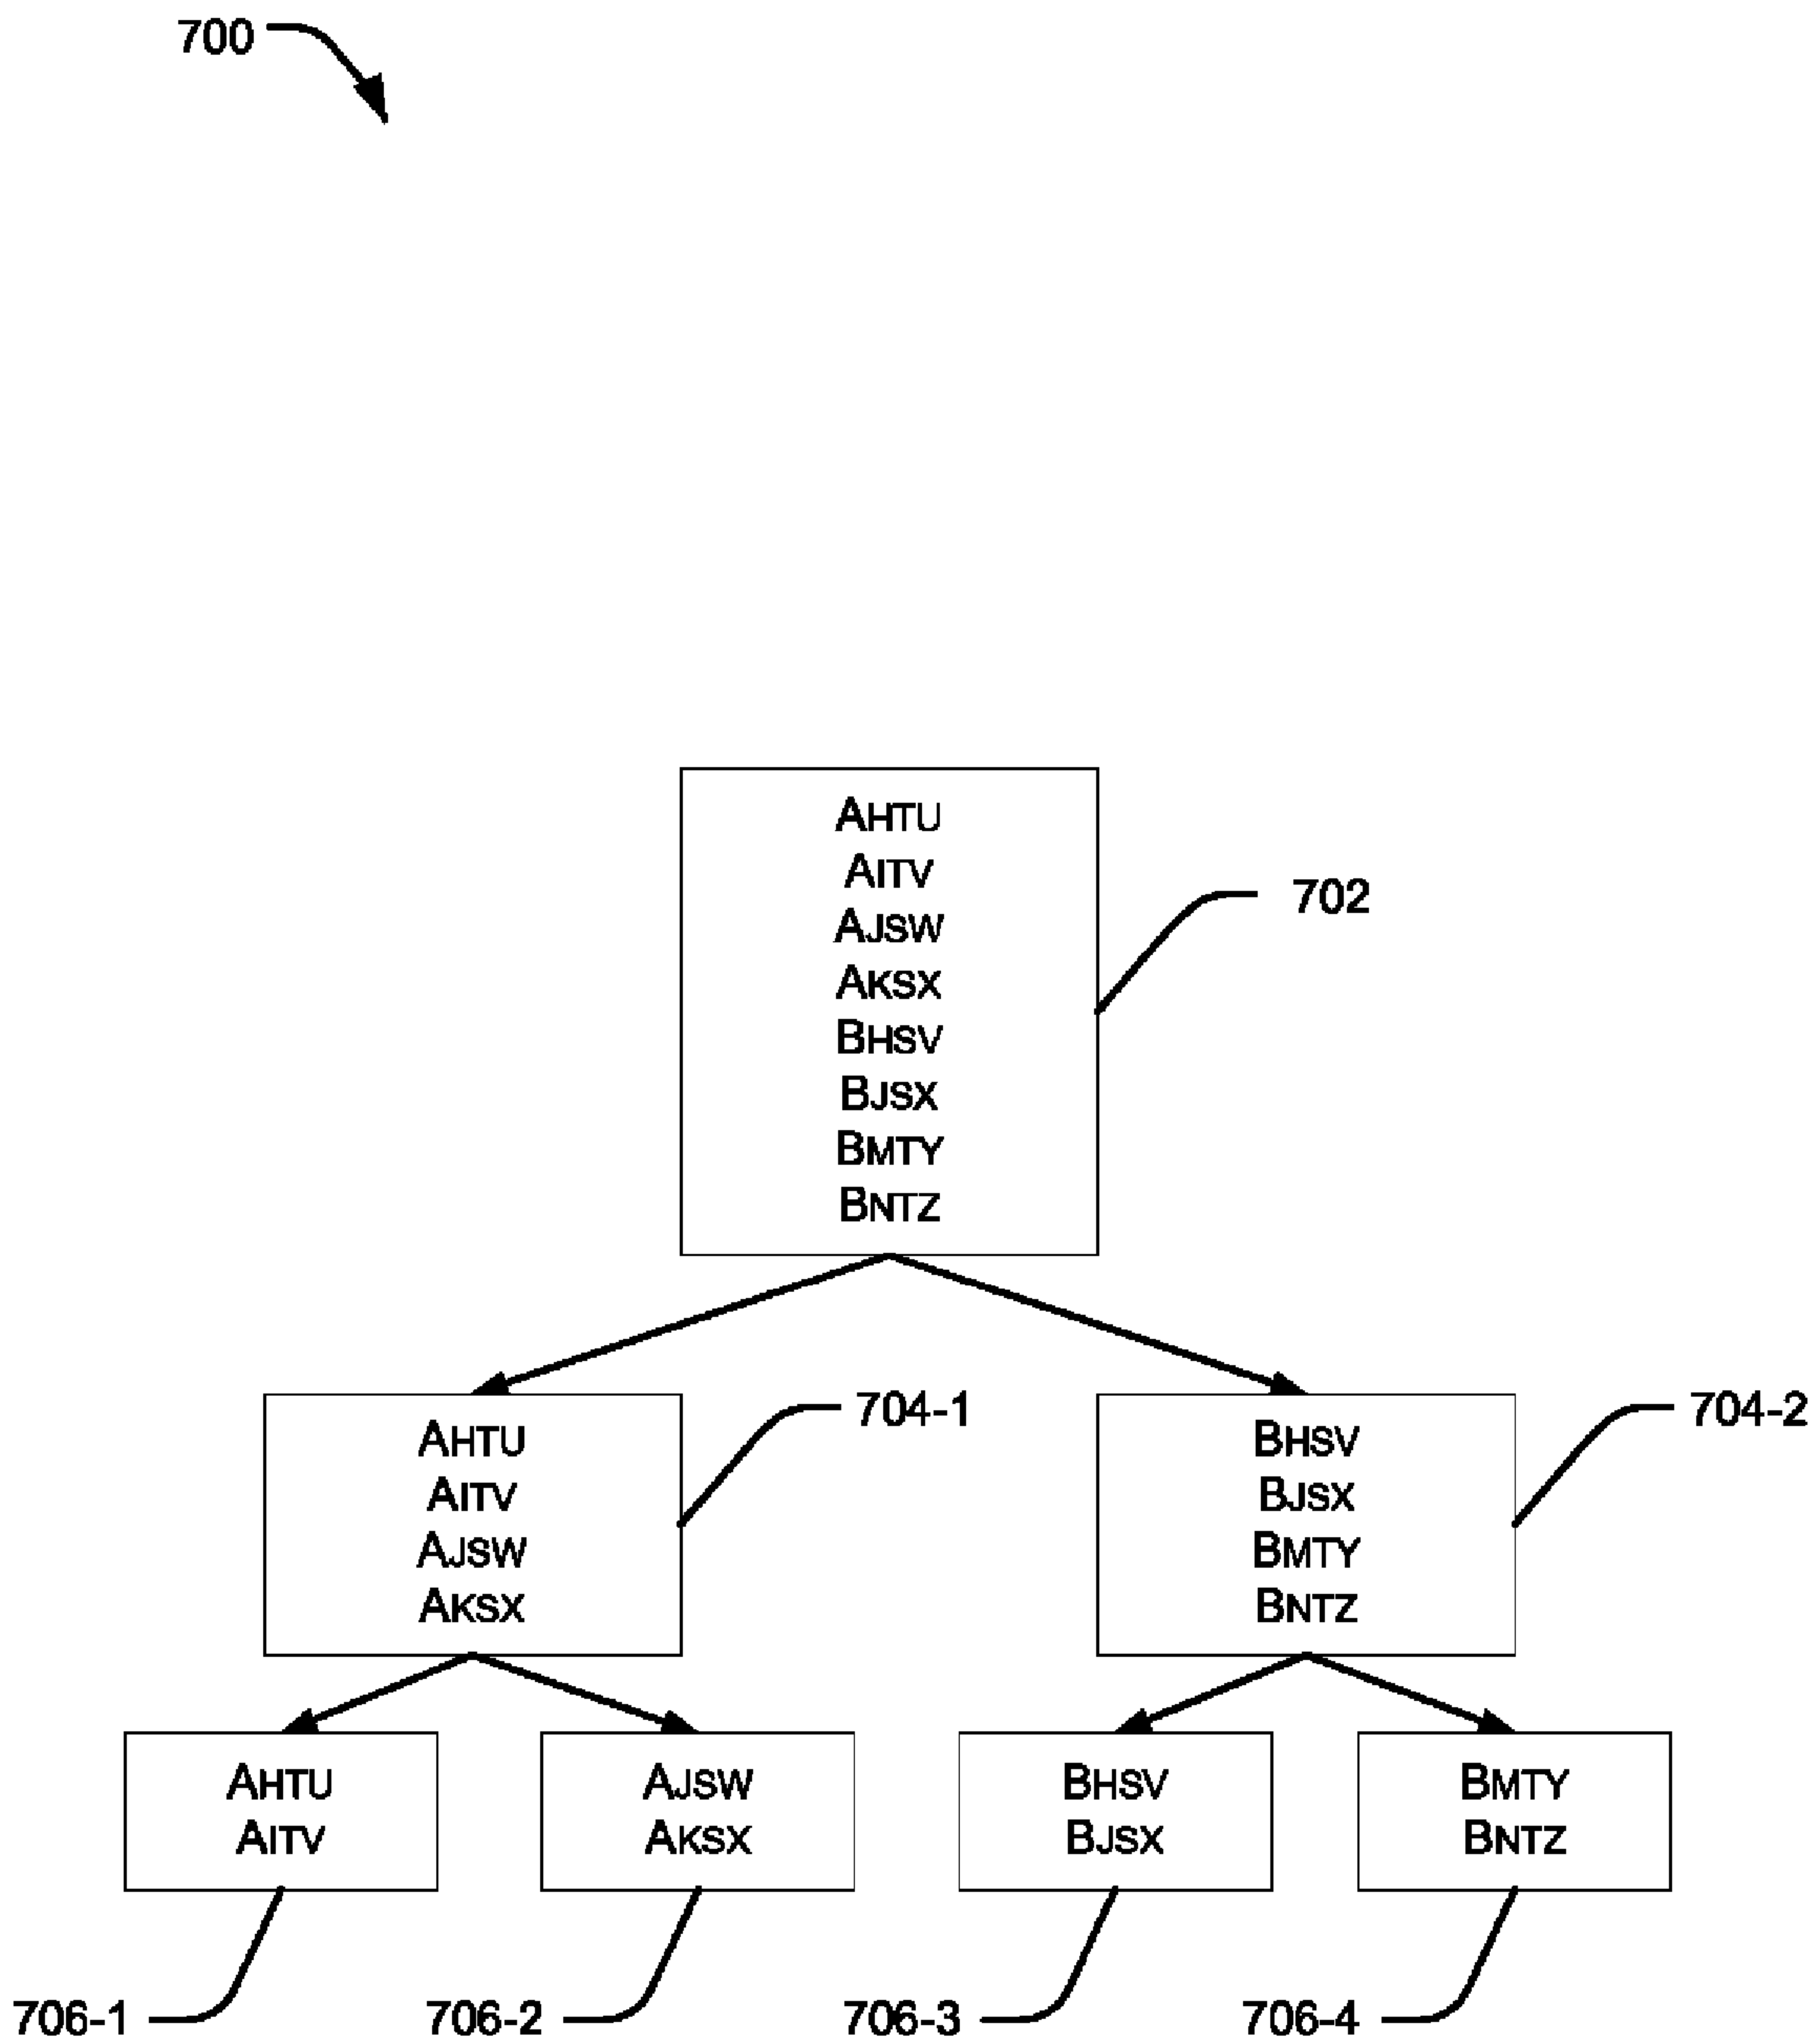 700
AHTU
AITV
AJSW
AKSX
BHSV
BJSX
BMTY
BNTZ
702
704-1
AHTU
AITV
AJSW
AKSX
704-2
BHSV
BJSX
BMTY
BNTZ
AHTU
AITV
AJSW
AKSX
BHSV
BJSX
BMTY
BNTZ
706-1
706-2
706-3
706-4